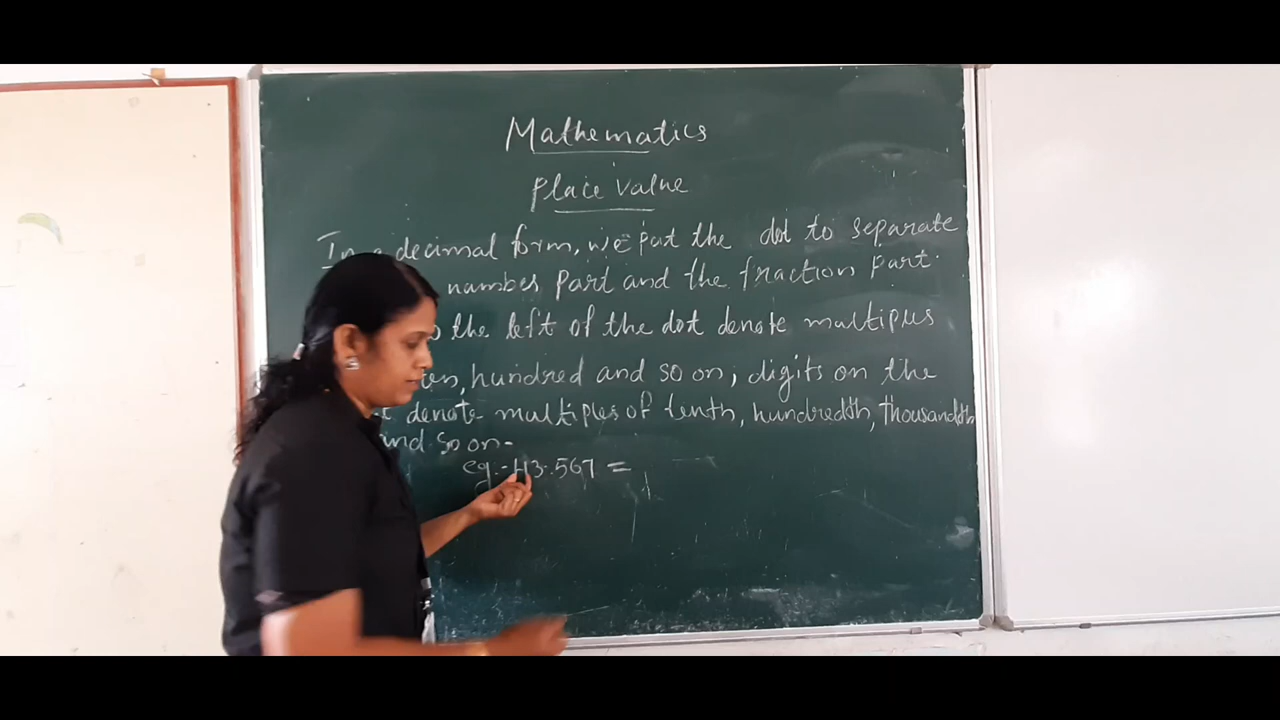 Mathematics
Place value
In a decimal form, we put the dot to separate
number part and the fraction part.
the left of the dot denote multiples
ten, hundred and so on; digits on the
denote multiples of tenth, hundredth, thousandth
and so on.
eg:- 43.567 =